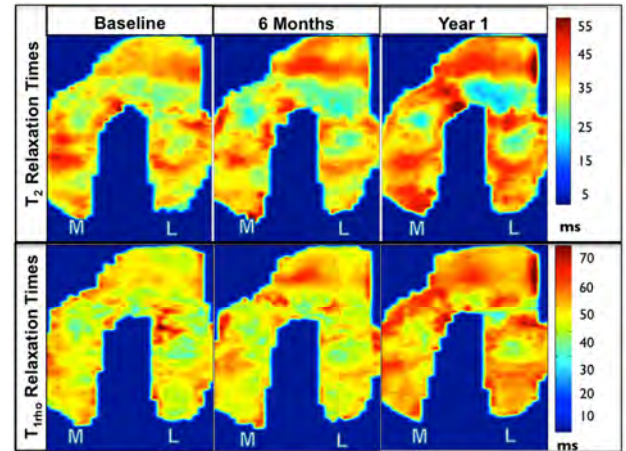 Baseline
6 Months
Year 1
T2 Relaxation Times
M
L
M
L
M
L
55
45
35
25
15
5
ms
T1rho Relaxation Times
M
L
M
L
M
L
70
60
50
40
30
20
10
ms